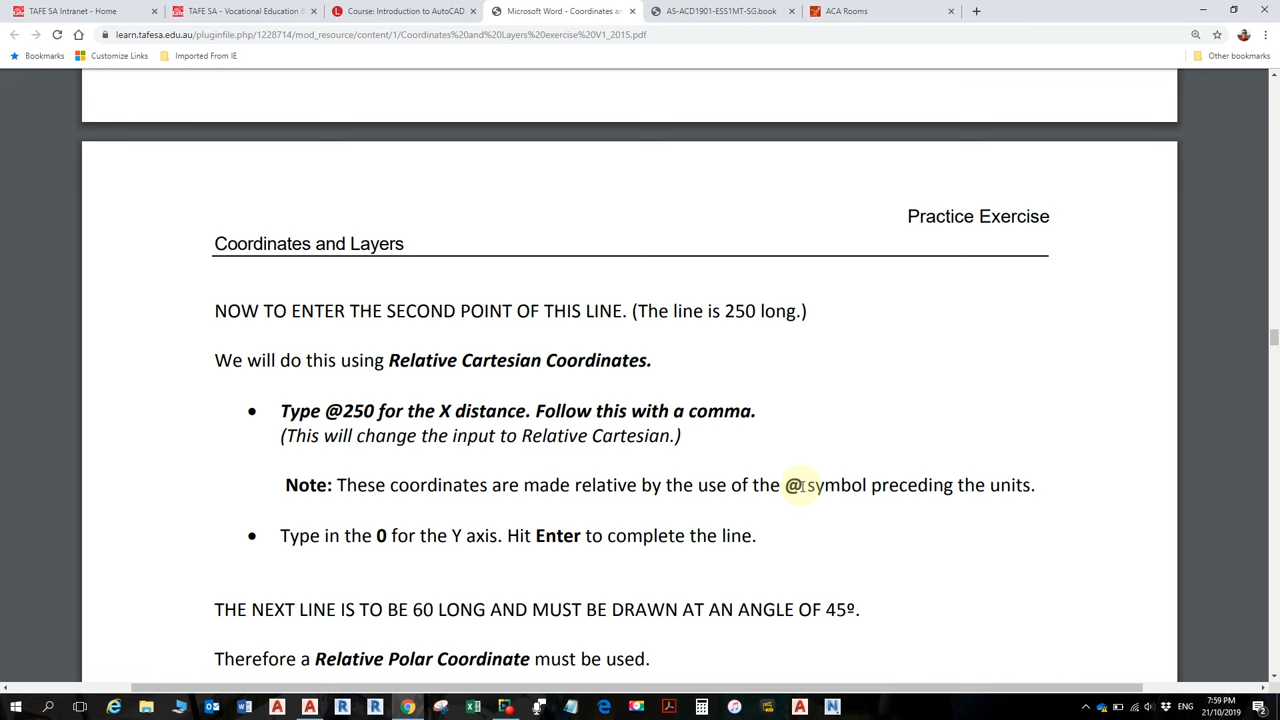 TAFE SA Intranet - Home
TAFE SA - Vocational Education &
Course: Introduction to AutoCAD
Microsoft Word - Coordinates an
AS-ACD1901-ESS1MT-SG.book
ACA Rooms
learn.tafesa.edu.au/pluginfile.php/1228714/mod_resource/content/1/Coordinates%20and%20Layers%20exercise%20V1_2015.pdf
Bookmarks
Customize Links
Imported From IE
Other bookmarks
Practice Exercise
Coordinates and Layers
NOW TO ENTER THE SECOND POINT OF THIS LINE. (The line is 250 long.)
We will do this using Relative Cartesian Coordinates.
• Type @250 for the X distance. Follow this with a comma.
(This will change the input to Relative Cartesian.)
Note: These coordinates are made relative by the use of the @ symbol preceding the units.
• Type in the 0 for the Y axis. Hit Enter to complete the line.
THE NEXT LINE IS TO BE 60 LONG AND MUST BE DRAWN AT AN ANGLE OF 45º.
Therefore a Relative Polar Coordinate must be used.
ENG
7:59 PM
21/10/2019